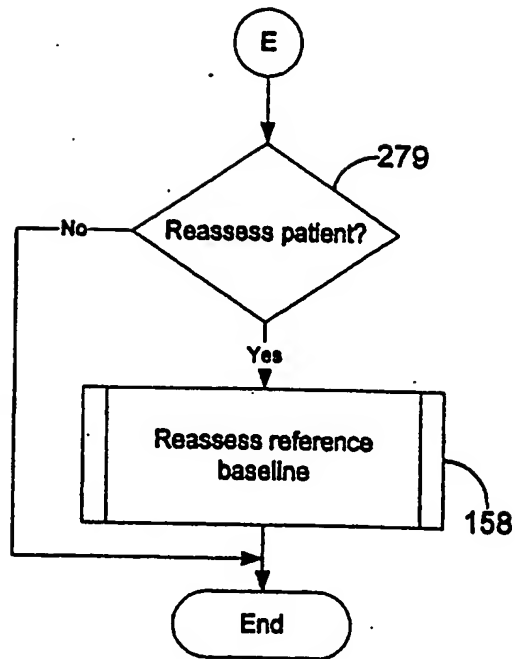 E
279
Reassess patient?
No
Yes
Reassess reference
baseline
158
End